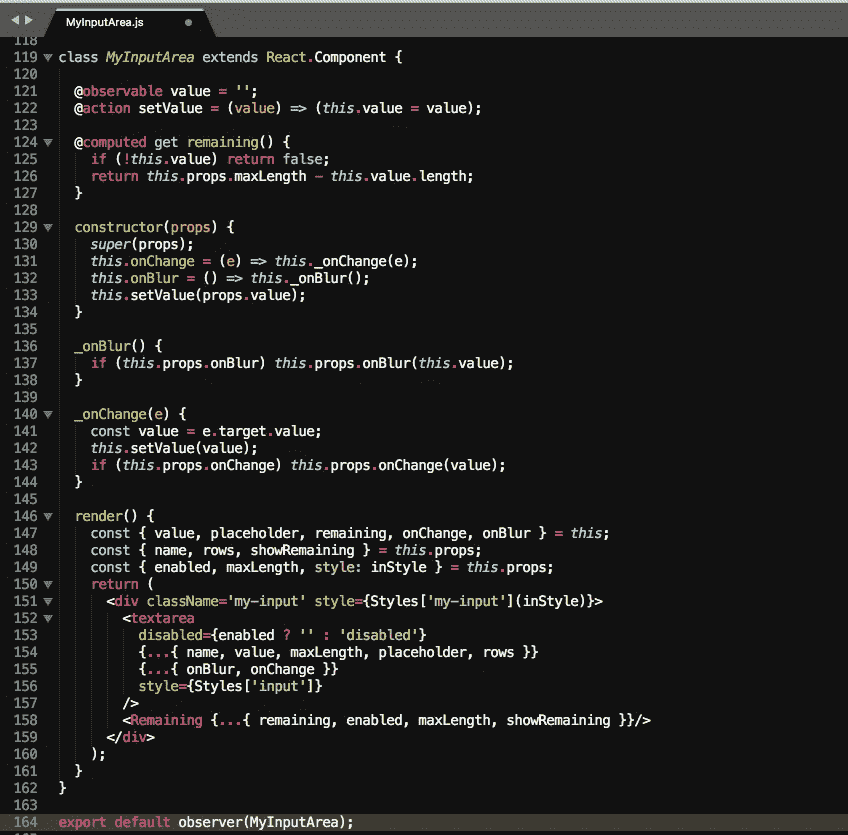 MyInputArea.js
118
119 class MyInputArea extends React.Component {
120
121   @observable value = '';
122   @action setValue = (value) => (this.value = value);
123
124   @computed get remaining() {
125     if (!this.value) return false;
126     return this.props.maxLength - this.value.length;
127   }
128
129   constructor(props) {
130     super(props);
131     this.onChange = (e) => this._onChange(e);
132     this.onBlur = () => this._onBlur();
133     this.setValue(props.value);
134   }
135
136   _onBlur() {
137     if (this.props.onBlur) this.props.onBlur(this.value);
138   }
139
140   _onChange(e) {
141     const value = e.target.value;
142     this.setValue(value);
143     if (this.props.onChange) this.props.onChange(value);
144   }
145
146   render() {
147     const { value, placeholder, remaining, onChange, onBlur } = this;
148     const { name, rows, showRemaining } = this.props;
149     const { enabled, maxLength, style: inStyle } = this.props;
150     return (
151       <div className='my-input' style={Styles['my-input'](inStyle)}>
152         <textarea
153           disabled={enabled ? '' : 'disabled'}
154           {...{ name, value, maxLength, placeholder, rows }}
155           {...{ onBlur, onChange }}
156           style={Styles['input']}
157         />
158         <Remaining {...{ remaining, enabled, maxLength, showRemaining }}/>
159       </div>
160     );
161   }
162 }
163
164 export default observer(MyInputArea);